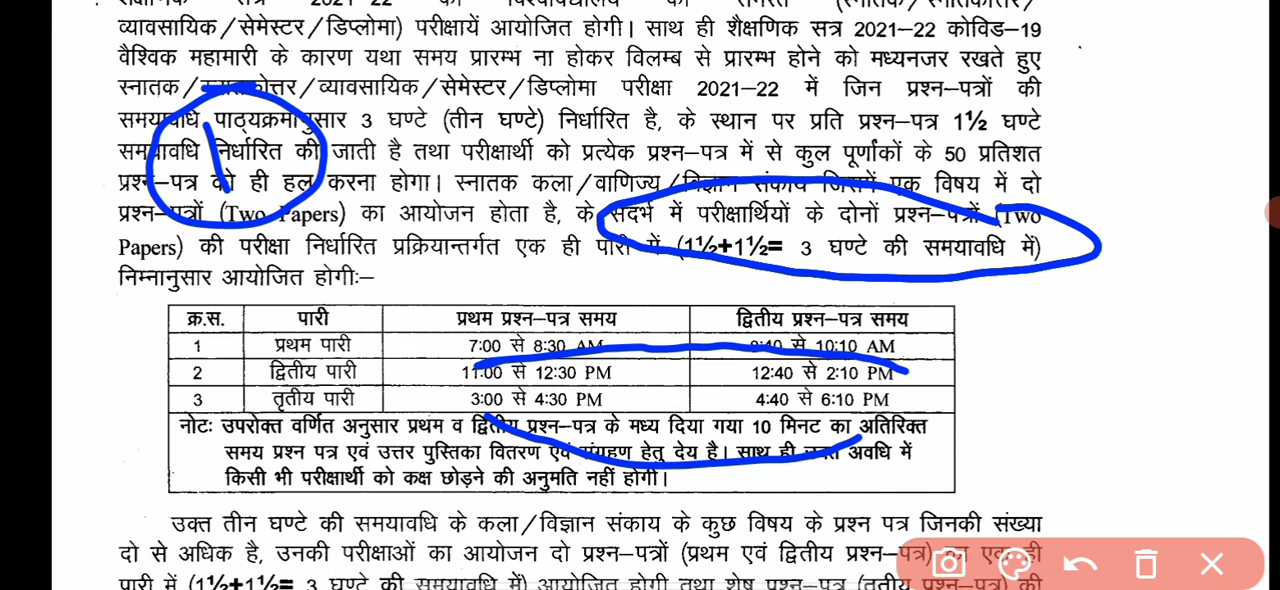 सत्र 2021–22
व्यावसायिक/सेमेस्टर/डिप्लोमा) परीक्षायें आयोजित होगी। साथ ही शैक्षणिक सत्र 2021–22 कोविड–19
वैश्विक महामारी के कारण यथा समय प्रारम्भ ना होकर विलम्ब से प्रारम्भ होने को मध्यनजर रखते हुए
स्नातक/स्नातकोत्तर/व्यावसायिक/सेमेस्टर/डिप्लोमा परीक्षा 2021–22 में जिन प्रश्न–पत्रों की
समयावधि पाठ्यक्रमानुसार 3 घण्टे (तीन घण्टे) निर्धारित है, के स्थान पर प्रति प्रश्न–पत्र 1½ घण्टे
समयावधि निर्धारित की जाती है तथा परीक्षार्थी को प्रत्येक प्रश्न–पत्र में से कुल पूर्णांकों के 50 प्रतिशत
प्रश्न–पत्र को ही हल करना होगा। स्नातक कला/वाणिज्य/विज्ञान संकाय जिसमें एक विषय में दो
प्रश्न–पत्रों (Two Papers) का आयोजन होता है, के संदर्भ में परीक्षार्थियों के दोनों प्रश्न–पत्रों (Two
Papers) की परीक्षा निर्धारित प्रक्रियान्तर्गत एक ही पारी में (1½+1½= 3 घण्टे की समयावधि में)
निम्नानुसार आयोजित होगी:–
क्र.स. पारी प्रथम प्रश्न–पत्र समय द्वितीय प्रश्न–पत्र समय
1 प्रथम पारी 7:00 से 8:30 AM 8:40 से 10:10 AM
2 द्वितीय पारी 11:00 से 12:30 PM 12:40 से 2:10 PM
3 तृतीय पारी 3:00 से 4:30 PM 4:40 से 6:10 PM
नोटः उपरोक्त वर्णित अनुसार प्रथम व द्वितीय प्रश्न–पत्र के मध्य दिया गया 10 मिनट का अतिरिक्त
समय प्रश्न पत्र एवं उत्तर पुस्तिका वितरण एवं संग्रहण हेतु देय है। साथ ही उक्त अवधि में
किसी भी परीक्षार्थी को कक्ष छोड़ने की अनुमति नहीं होगी।
उक्त तीन घण्टे की समयावधि के कला/विज्ञान संकाय के कुछ विषय के प्रश्न पत्र जिनकी संख्या
दो से अधिक है, उनकी परीक्षाओं का आयोजन दो प्रश्न–पत्रों (प्रथम एवं द्वितीय प्रश्न–पत्र) का एक ही
पारी में (1½+1½= 3 घण्टे की समयावधि में) आयोजित होगी तथा शेष प्रश्न–पत्र (तृतीय प्रश्न–पत्र) की